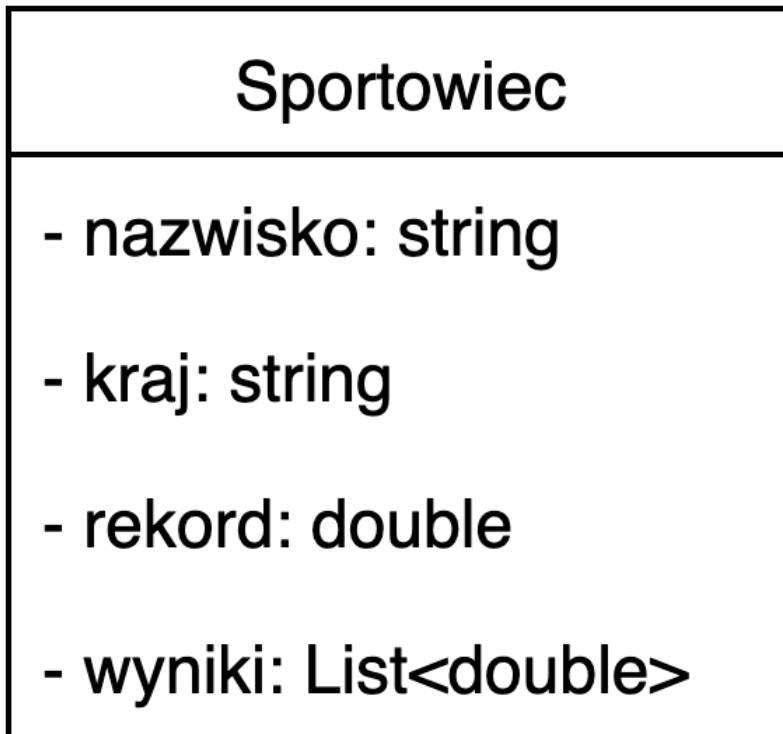 Sportowiec
- nazwisko: string
- kraj: string
- rekord: double
- wyniki: List<double>